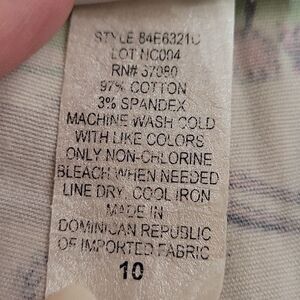 STYLE 84E6321C
LOT NC004
RN# 37080
97% COTTON
3% SPANDEX
MACHINE WASH COLD
WITH LIKE COLORS
ONLY NON-CHLORINE
BLEACH WHEN NEEDED
LINE DRY, COOL IRON
MADE IN
DOMINICAN REPUBLIC
OF IMPORTED FABRIC
10